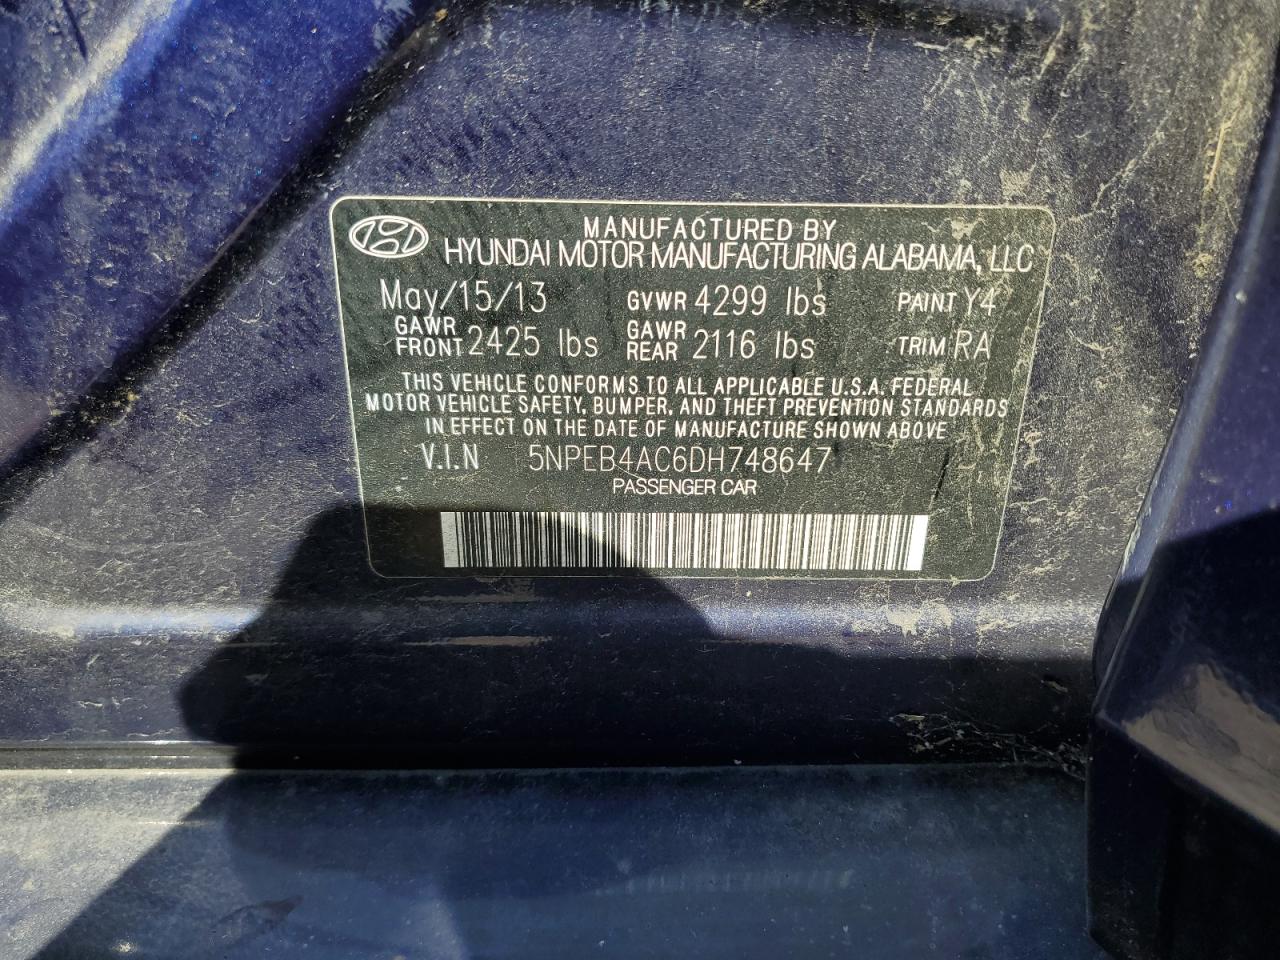 MANUFACTURED BY
HYUNDAI MOTOR MANUFACTURING ALABAMA, LLC
May/15/13 GVWR 4299 lbs PAINT Y4
GAWR FRONT 2425 lbs GAWR REAR 2116 lbs TRIM RA
THIS VEHICLE CONFORMS TO ALL APPLICABLE U.S.A. FEDERAL
MOTOR VEHICLE SAFETY, BUMPER, AND THEFT PREVENTION STANDARDS
IN EFFECT ON THE DATE OF MANUFACTURE SHOWN ABOVE
V.I.N 5NPEB4AC6DH748647
PASSENGER CAR